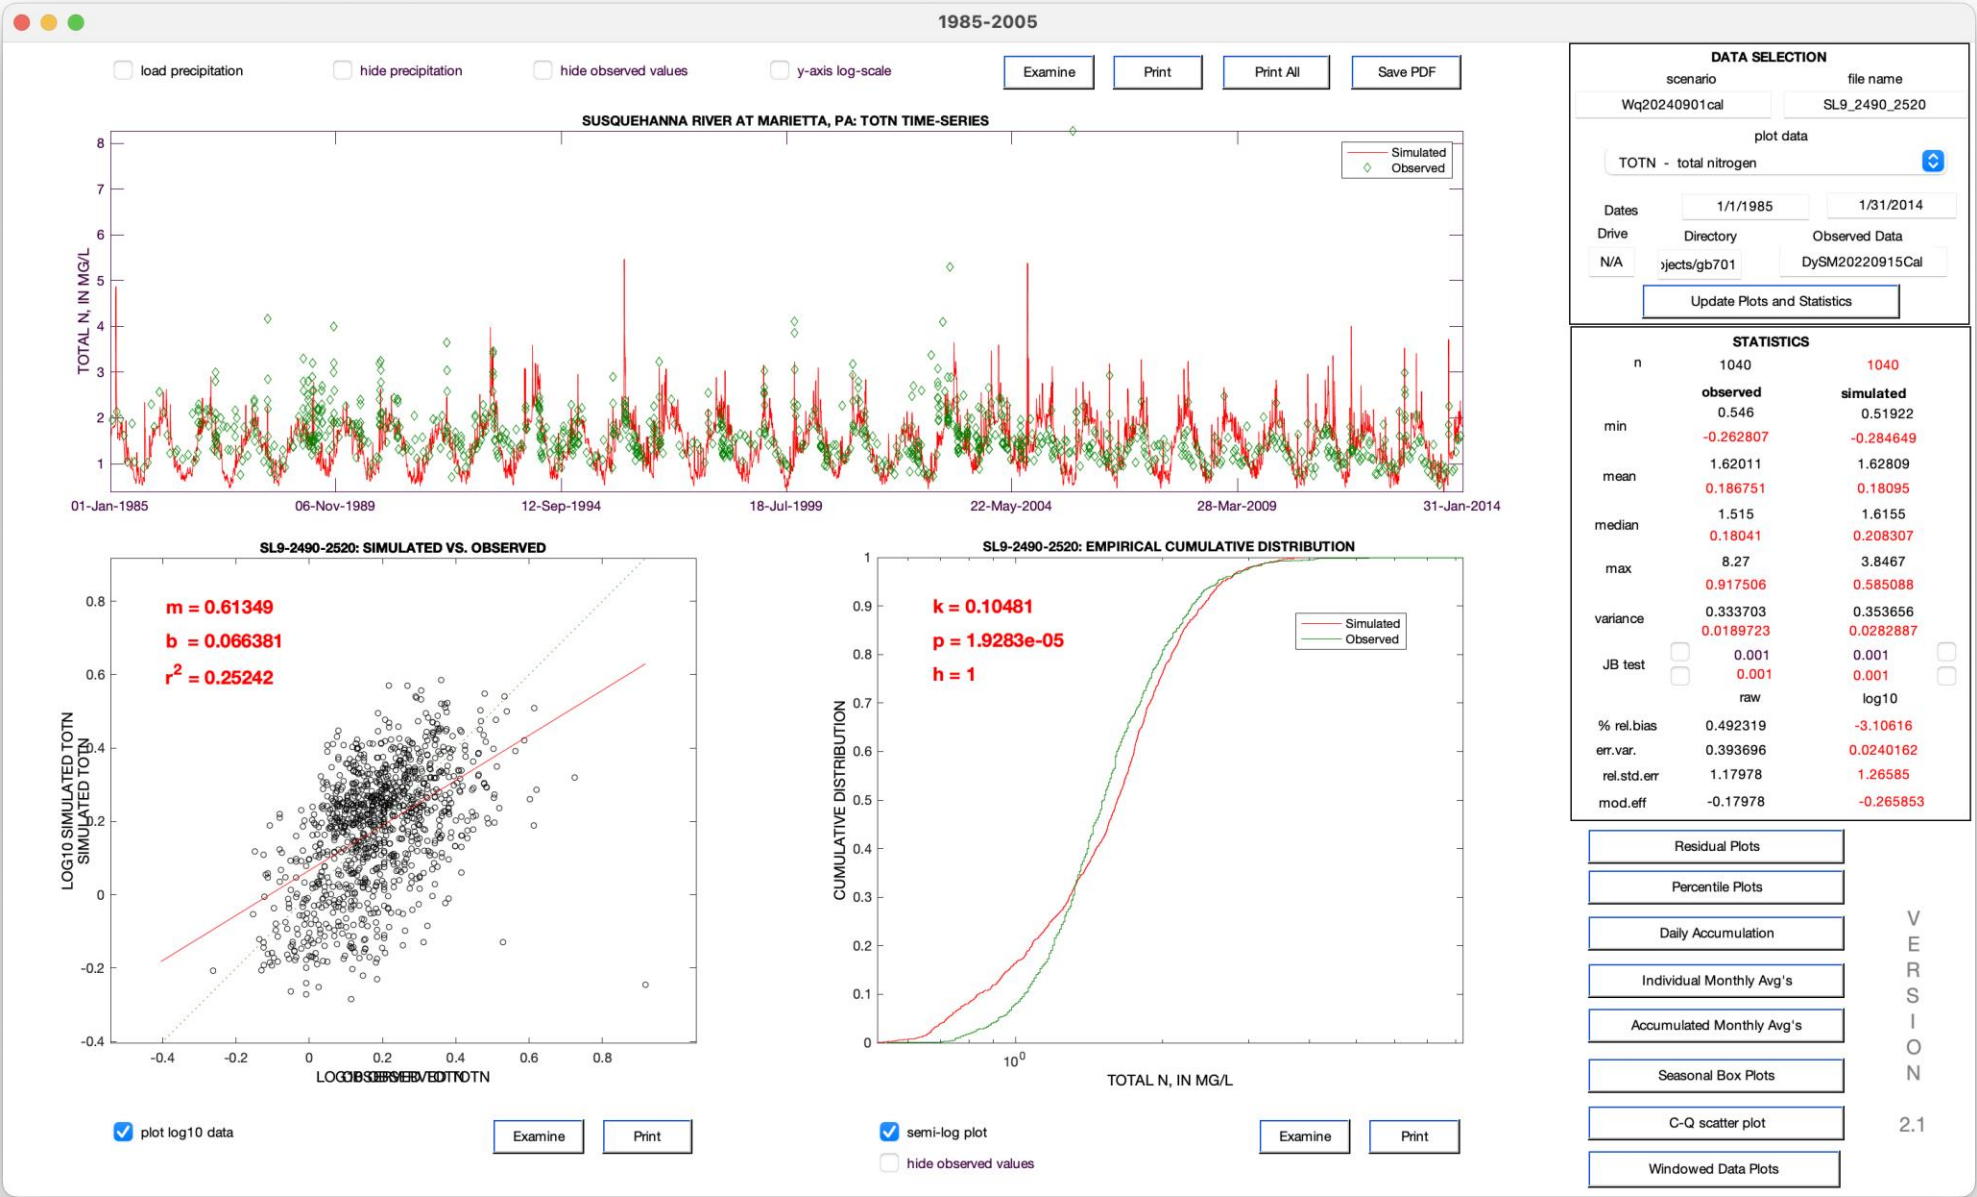 1985-2005
load precipitation
hide precipitation
hide observed values
y-axis log-scale
Examine
Print
Print All
Save PDF
SUSQUEHANNA RIVER AT MARIETTA, PA: TOTN TIME-SERIES
TOTAL N, IN MG/L
8
7
6
5
4
3
2
1
Simulated
Observed
01-Jan-1985
06-Nov-1989
12-Sep-1994
18-Jul-1999
22-May-2004
28-Mar-2009
31-Jan-2014
SL9-2490-2520: SIMULATED VS. OBSERVED
m = 0.61349
b = 0.066381
r2 = 0.25242
LOG10 SIMULATED TOTN
SIMULATED TOTN
0.8
0.6
0.4
0.2
0
-0.2
-0.4
-0.4
-0.2
0
0.2
0.4
0.6
0.8
plot log10 data
Examine
Print
SL9-2490-2520: EMPIRICAL CUMULATIVE DISTRIBUTION
k = 0.10481
p = 1.9283e-05
h = 1
Simulated
Observed
CUMULATIVE DISTRIBUTION
1
0.9
0.8
0.7
0.6
0.5
0.4
0.3
0.2
0.1
0
10^0
TOTAL N, IN MG/L
semi-log plot
hide observed values
Examine
Print
DATA SELECTION
scenario file name
Wq20240901cal SL9_2490_2520
plot data
TOTN - total nitrogen
Dates 1/1/1985 1/31/2014
Drive Directory Observed Data
N/A ojects/gb701 DySM20220915Cal
Update Plots and Statistics
STATISTICS
n 1040 1040
observed simulated
min 0.546 0.51922
-0.262807 -0.284649
mean 1.62011 1.62809
0.186751 0.18095
median 1.515 1.6155
0.18041 0.208307
max 8.27 3.8467
0.917506 0.585088
variance 0.333703 0.353656
0.0189723 0.0282887
JB test 0.001 0.001
0.001 0.001
raw log10
% rel.bias 0.492319 -3.10616
err.var. 0.393696 0.0240162
rel.std.err 1.17978 1.26585
mod.eff -0.17978 -0.265853
Residual Plots
Percentile Plots
Daily Accumulation
Individual Monthly Avg's
Accumulated Monthly Avg's
Seasonal Box Plots
C-Q scatter plot
Windowed Data Plots
VERSION
2.1